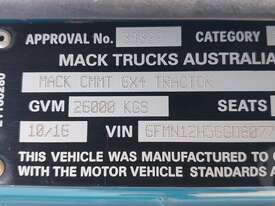 APPROVAL No. CATEGORY
MACK TRUCKS AUSTRALIA
MACK CMMT 6X4 TRACTOR
GVM 26000 KGS SEATS
10/16 VIN
THIS VEHICLE WAS MANUFACTURED
WITH THE MOTOR VEHICLE STANDARDS